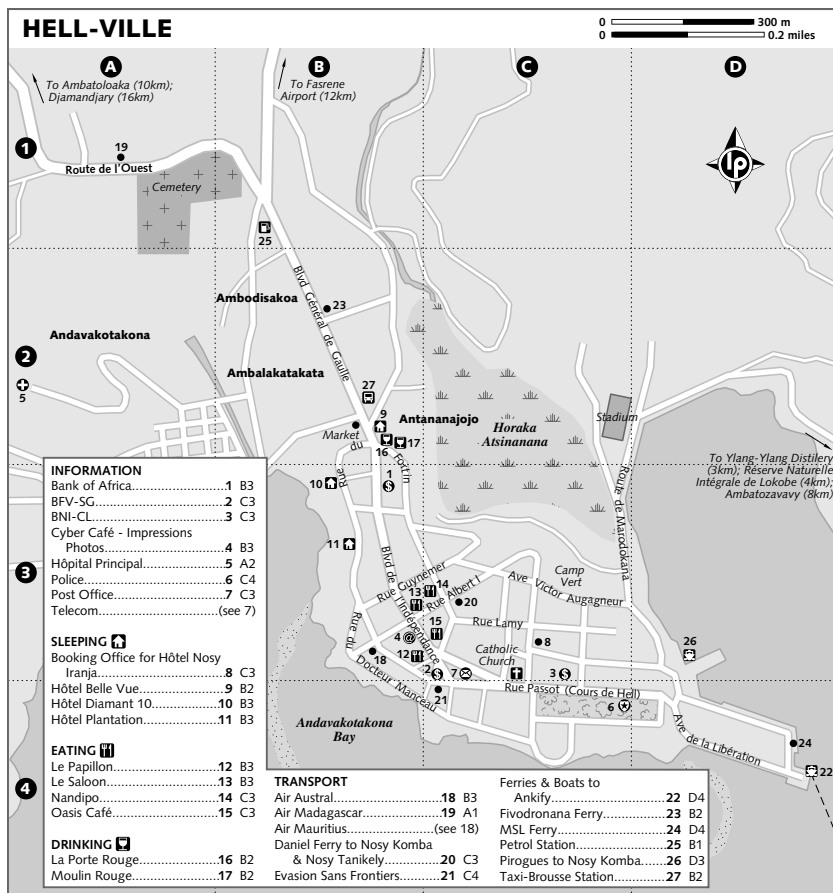 HELL-VILLE
0 300 m
0 0.2 miles
A
B
C
D
To Ambatoloaka (10km);
Djamandjary (16km)
To Fasrene
Airport (12km)
1
19
Route de l'Ouest
Cemetery
lp
25
Blvd Général de Gaulle
Ambodisakoa
23
Andavakotakona
2
5
Ambalakatakata
27
9
Antananajojo
Market
16
17
Horaka
Atsinanana
Stadium
To Ylang-Ylang Distilery
(3km); Réserve Naturelle
Intégrale de Lokobe (4km);
Ambatozavavy (8km)
Rue du
Fortin
10
1
Route de Marodokana
3
11
Blvd de l'Indépendance
Rue Guynemer
Camp
Vert
Ave Victor Augagneur
13
14
Rue Albert I
20
15
Rue Lamy
4 @
8
26
Rue du
Docteur Manceau
18
12
Catholic
Church
2
7
3
Rue Passot (Cours de Hell)
21
6
Andavakotakona
Bay
Ave de la Libération
24
22
4
INFORMATION
Bank of Africa 1 B3
BFV-SG 2 C3
BNI-CL 3 C3
Cyber Café - Impressions
Photos 4 B3
Hôpital Principal 5 A2
Police 6 C4
Post Office 7 C3
Telecom (see 7)
SLEEPING
Booking Office for Hôtel Nosy
Iranja 8 C3
Hôtel Belle Vue 9 B2
Hôtel Diamant 10 10 B3
Hôtel Plantation 11 B3
EATING
Le Papillon 12 B3
Le Saloon 13 B3
Nandipo 14 C3
Oasis Café 15 C3
DRINKING
La Porte Rouge 16 B2
Moulin Rouge 17 B2
TRANSPORT
Air Austral 18 B3
Air Madagascar 19 A1
Air Mauritius (see 18)
Daniel Ferry to Nosy Komba
& Nosy Tanikely 20 C3
Evasion Sans Frontiers 21 C4
Ferries & Boats to
Ankify 22 D4
Fivodronana Ferry 23 B2
MSL Ferry 24 D4
Petrol Station 25 B1
Pirogues to Nosy Komba 26 D3
Taxi-Brousse Station 27 B2